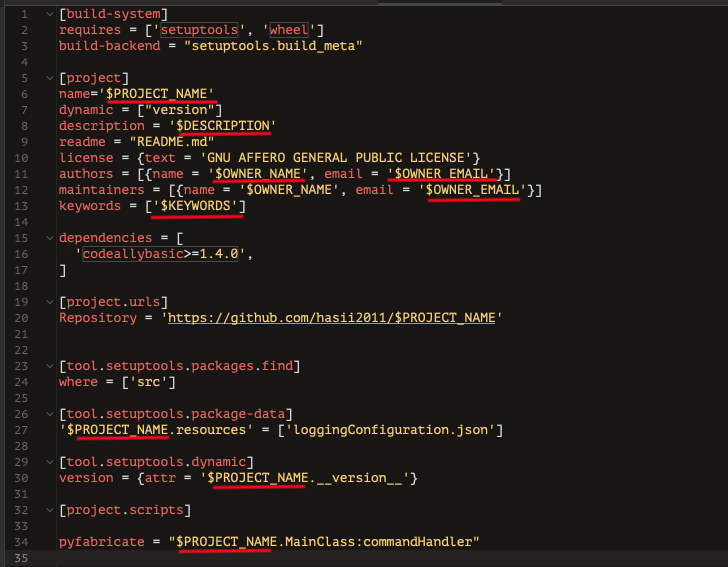 1 [build-system]
2 requires = ['setuptools', 'wheel']
3 build-backend = "setuptools.build_meta"
4
5 [project]
6 name='$PROJECT_NAME'
7 dynamic = ["version"]
8 description = '$DESCRIPTION'
9 readme = "README.md"
10 license = {text = 'GNU AFFERO GENERAL PUBLIC LICENSE'}
11 authors = [{name = '$OWNER_NAME', email = '$OWNER_EMAIL'}]
12 maintainers = [{name = '$OWNER_NAME', email = '$OWNER_EMAIL'}]
13 keywords = ['$KEYWORDS']
14
15 dependencies = [
16 'codeallybasic>=1.4.0',
17 ]
18
19 [project.urls]
20 Repository = 'https://github.com/hasii2011/$PROJECT_NAME'
21
22
23 [tool.setuptools.packages.find]
24 where = ['src']
25
26 [tool.setuptools.package-data]
27 '$PROJECT_NAME.resources' = ['loggingConfiguration.json']
28
29 [tool.setuptools.dynamic]
30 version = {attr = '$PROJECT_NAME.__version__'}
31
32 [project.scripts]
33
34 pyfabricate = "$PROJECT_NAME.MainClass:commandHandler"
35